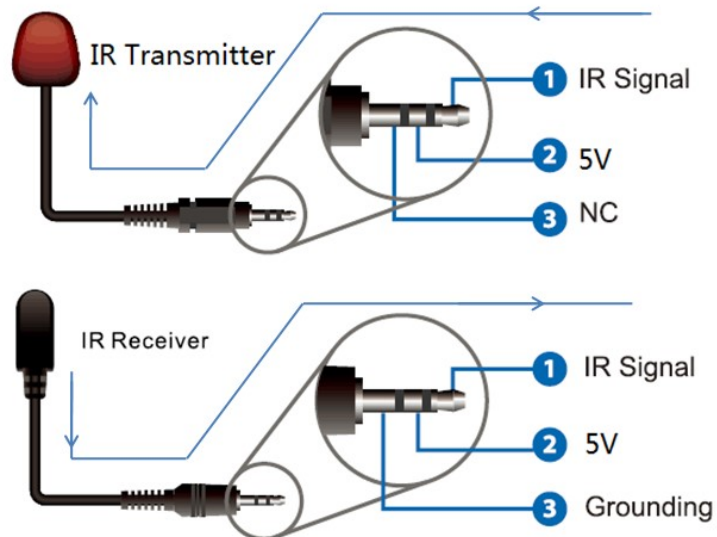 IR Transmitter
1 IR Signal
2 5V
3 NC
IR Receiver
1 IR Signal
2 5V
3 Grounding